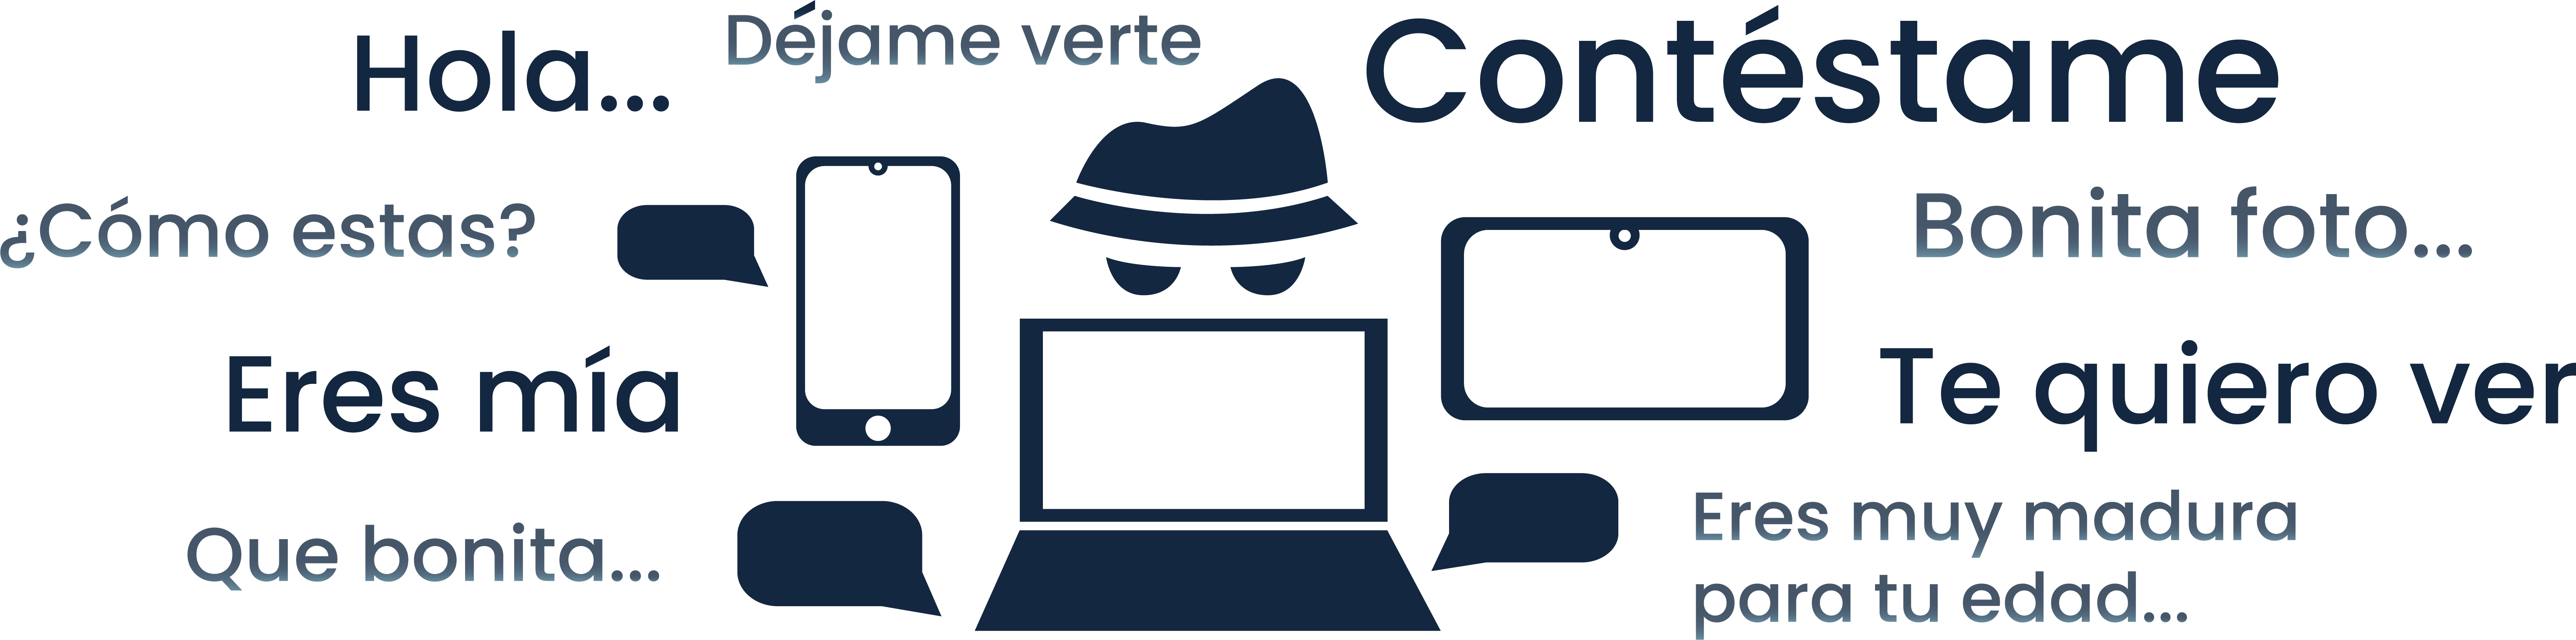 Hola...
Déjame verte
Contéstame
¿Cómo estas?
Bonita foto...
Eres mía
Te quiero ver
Que bonita...
Eres muy madura
para tu edad...